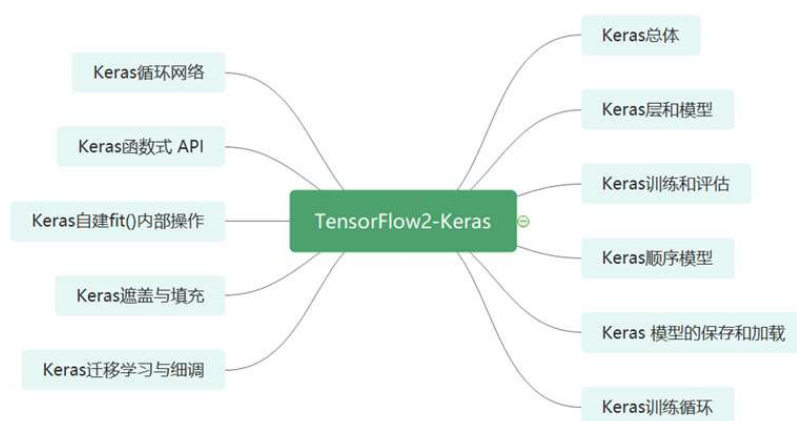 Keras总体
Keras循环网络
Keras层和模型
Keras函数式 API
Keras训练和评估
Keras自建fit()内部操作
TensorFlow2-Keras
Keras顺序模型
Keras遮盖与填充
Keras 模型的保存和加载
Keras迁移学习与细调
Keras训练循环